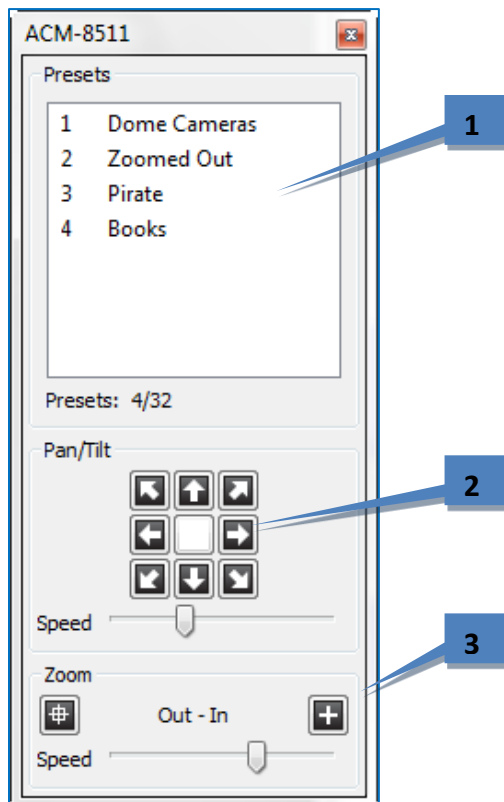 ACM-8511
Presets
1 Dome Cameras
2 Zoomed Out
3 Pirate
4 Books
Presets: 4/32
Pan/Tilt
Speed
Zoom
Out - In
Speed
1
2
3